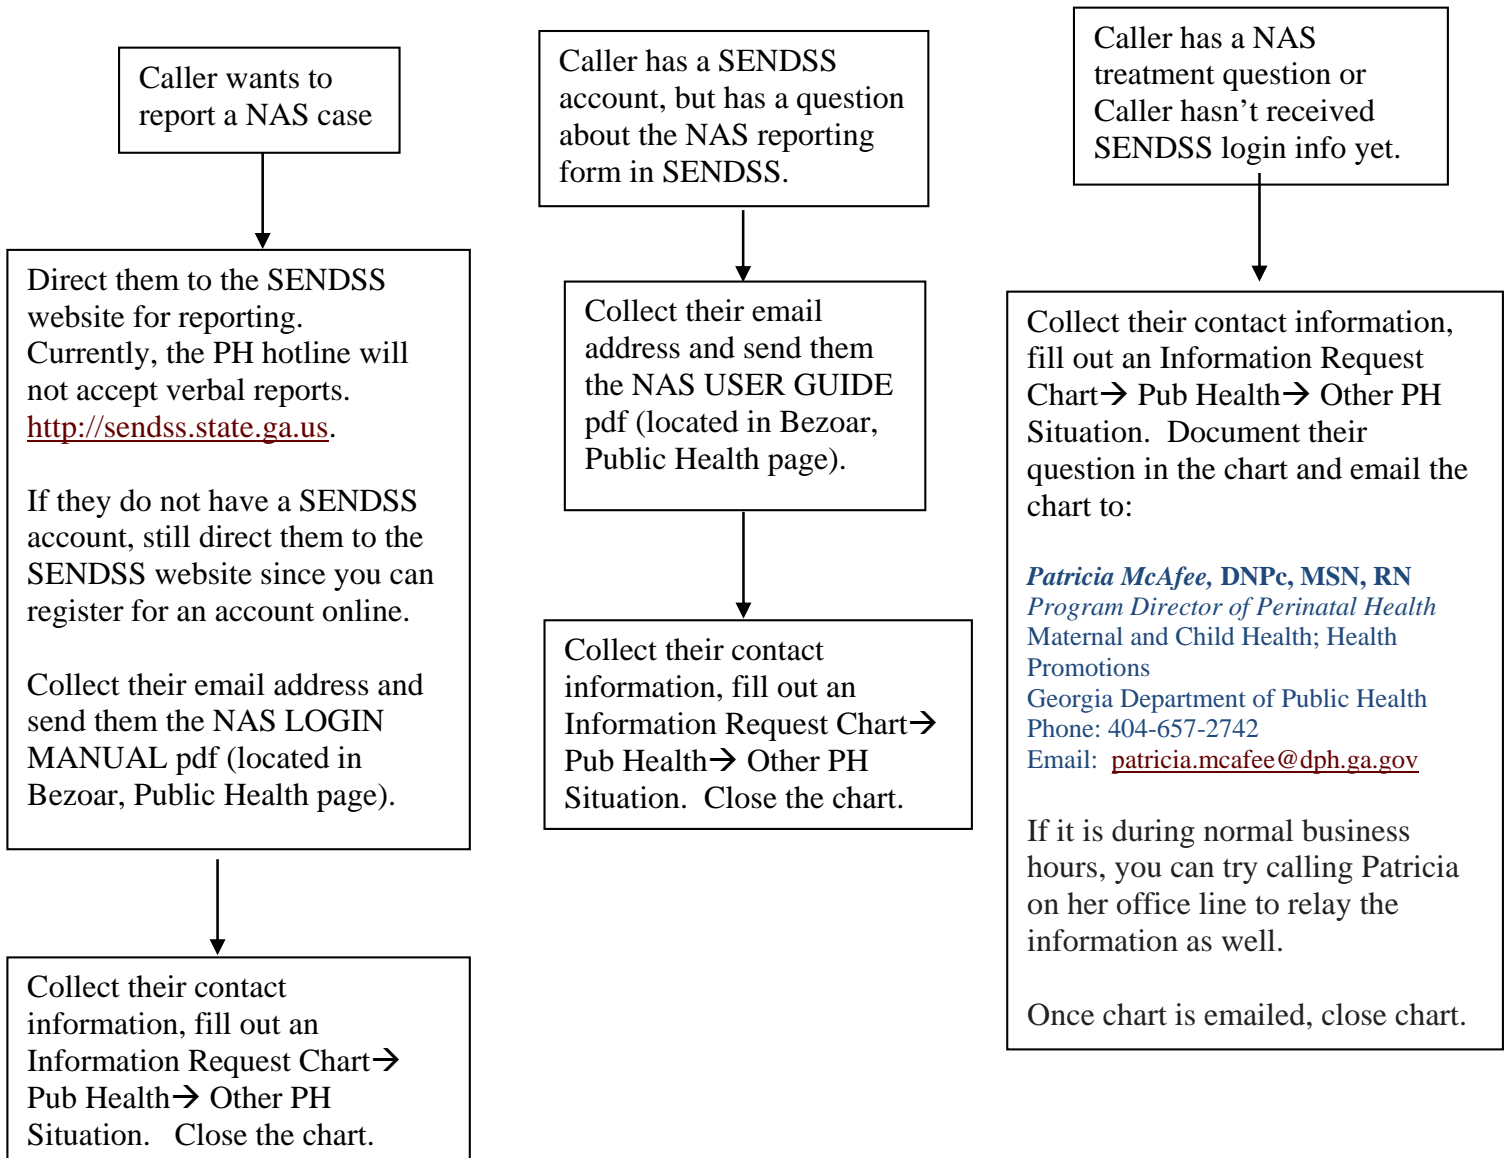 Caller wants to
report a NAS case
Direct them to the SENDSS
website for reporting.
Currently, the PH hotline will
not accept verbal reports.
http://sendss.state.ga.us.
If they do not have a SENDSS
account, still direct them to the
SENDSS website since you can
register for an account online.
Collect their email address and
send them the NAS LOGIN
MANUAL pdf (located in
Bezoar, Public Health page).
Collect their contact
information, fill out an
Information Request Chart→
Pub Health→ Other PH
Situation. Close the chart.
Caller has a SENDSS
account, but has a question
about the NAS reporting
form in SENDSS.
Collect their email
address and send them
the NAS USER GUIDE
pdf (located in Bezoar,
Public Health page).
Collect their contact
information, fill out an
Information Request Chart→
Pub Health→ Other PH
Situation. Close the chart.
Caller has a NAS
treatment question or
Caller hasn’t received
SENDSS login info yet.
Collect their contact information,
fill out an Information Request
Chart→ Pub Health→ Other PH
Situation. Document their
question in the chart and email the
chart to:
Patricia McAfee, DNPc, MSN, RN
Program Director of Perinatal Health
Maternal and Child Health; Health
Promotions
Georgia Department of Public Health
Phone: 404-657-2742
Email: patricia.mcafee@dph.ga.gov
If it is during normal business
hours, you can try calling Patricia
on her office line to relay the
information as well.
Once chart is emailed, close chart.